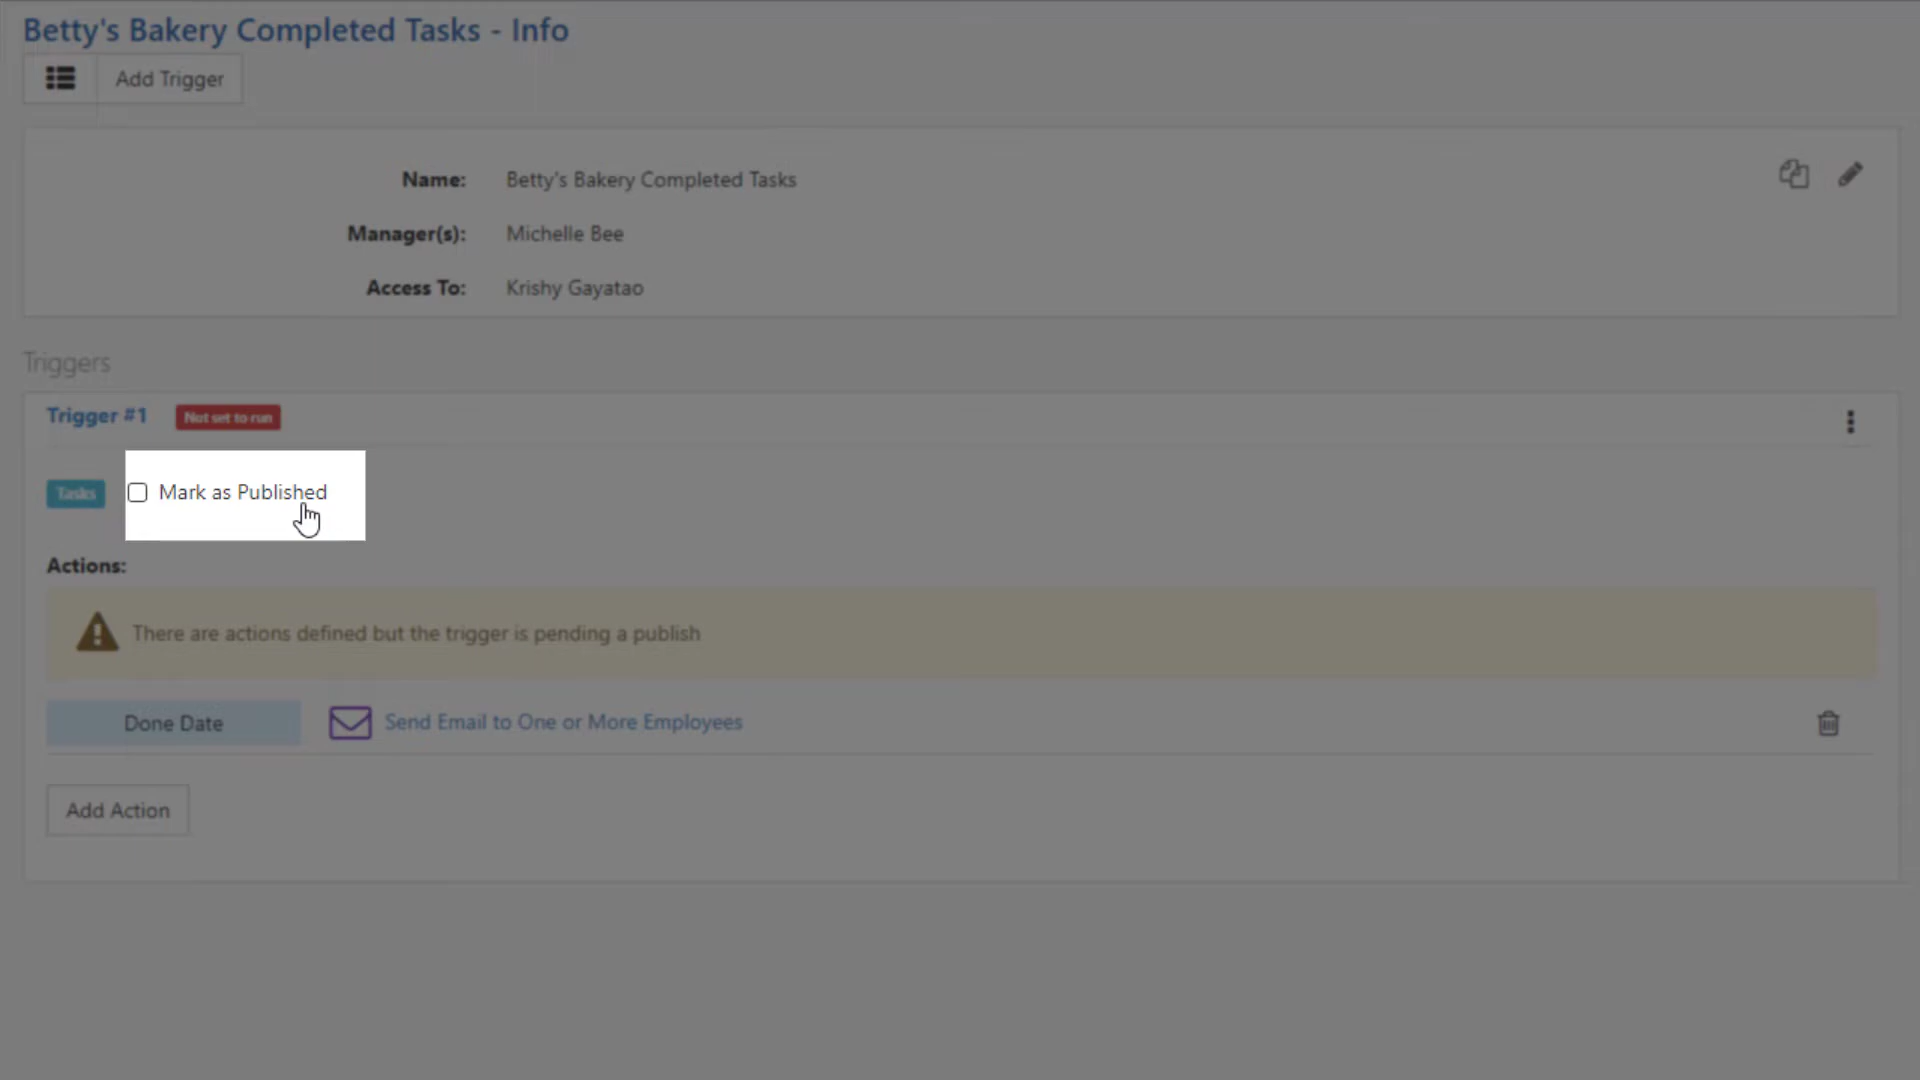 Betty's Bakery Completed Tasks - Info
Add Trigger
Name: Betty's Bakery Completed Tasks
Manager(s): Michelle Bee
Access To: Krishy Gayatao
Triggers
Trigger #1 Not set to run
Tasks Mark as Published
Actions:
There are actions defined but the trigger is pending a publish
Done Date Send Email to One or More Employees
Add Action